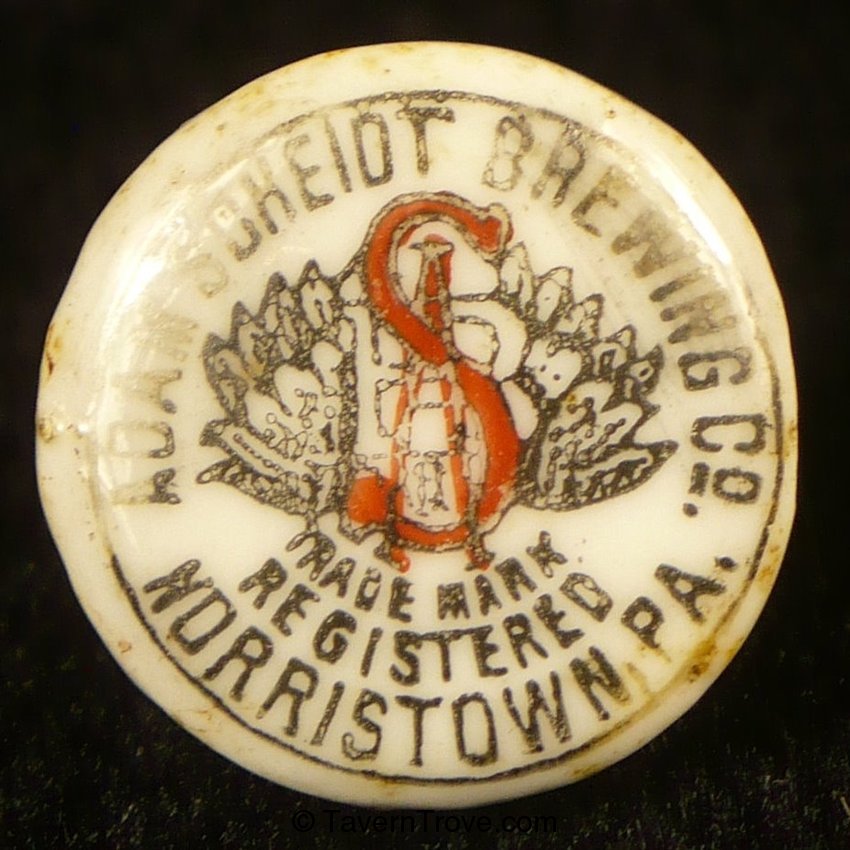 ADAM SCHEIDT BREWING CO.
S
TRADE MARK
REGISTERED
NORRISTOWN, PA.
© TavernTrove.com